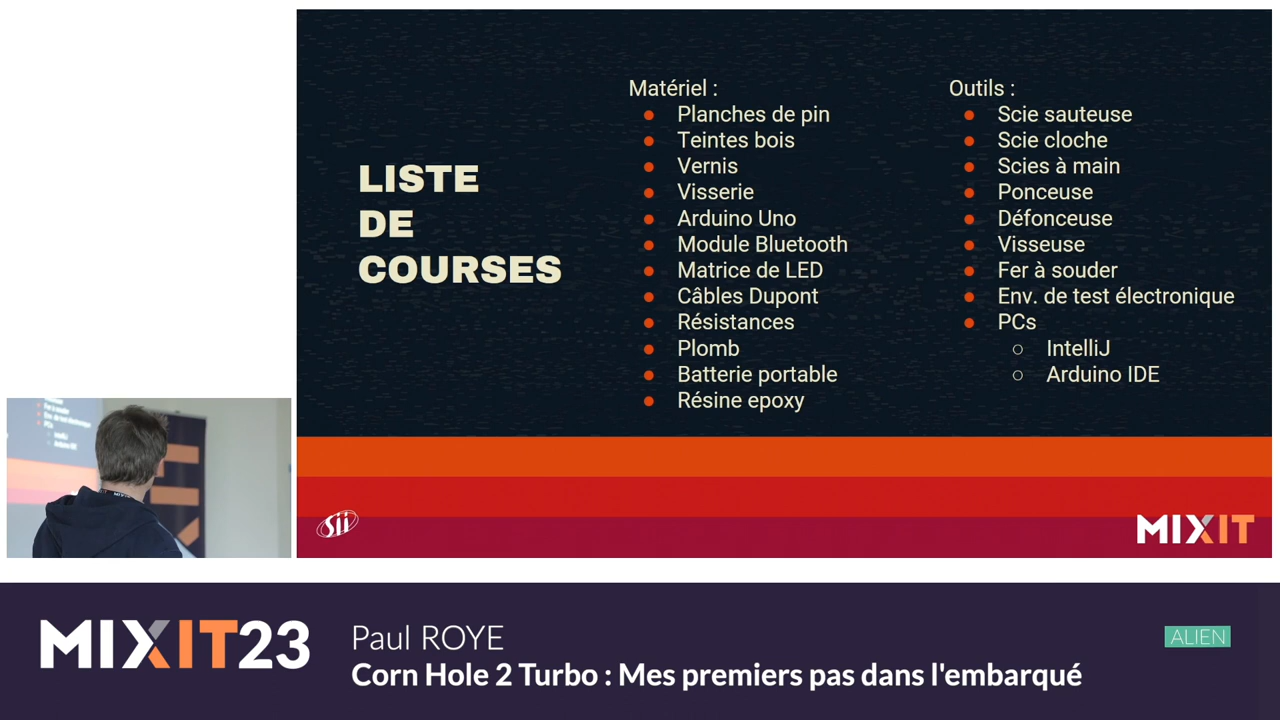 LISTE
DE
COURSES
Matériel :
Planches de pin
Teintes bois
Vernis
Visserie
Arduino Uno
Module Bluetooth
Matrice de LED
Câbles Dupont
Résistances
Plomb
Batterie portable
Résine epoxy
Outils :
Scie sauteuse
Scie cloche
Scies à main
Ponceuse
Défonceuse
Visseuse
Fer à souder
Env. de test électronique
PCs
IntelliJ
Arduino IDE
Sii
MIXIT
MIXIT23
Paul ROYE
Corn Hole 2 Turbo : Mes premiers pas dans l'embarqué
ALIEN